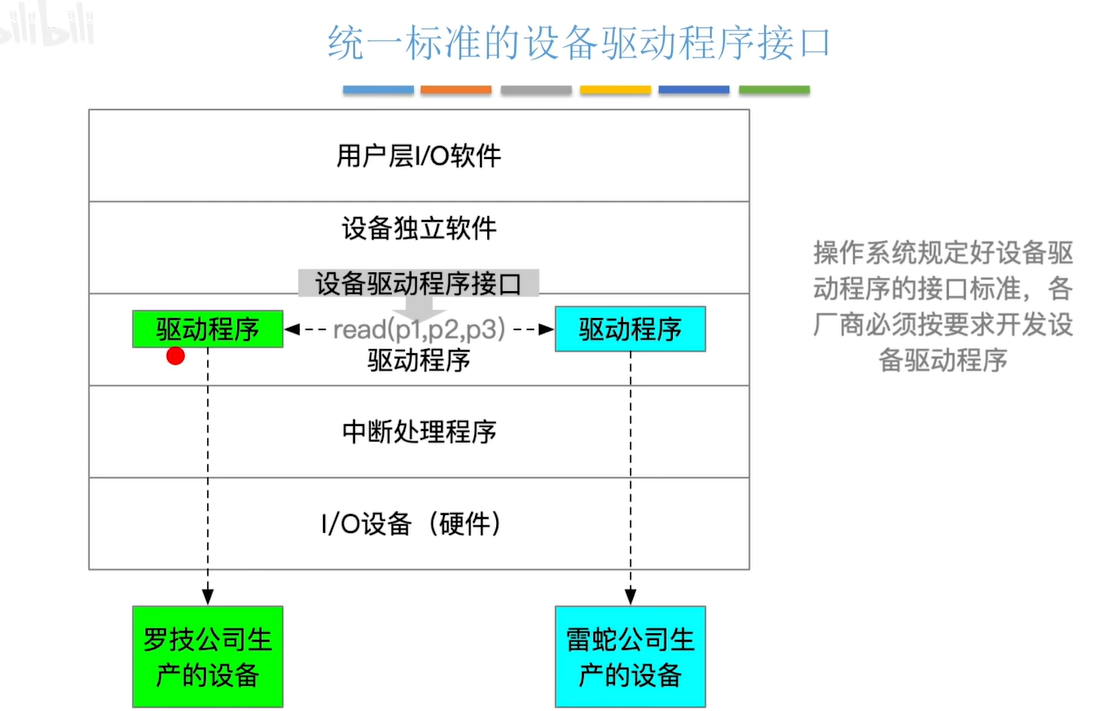 bilibili
统一标准的设备驱动程序接口
用户层I/O软件
设备独立软件
设备驱动程序接口
驱动程序
read(p1,p2,p3)
驱动程序
驱动程序
中断处理程序
I/O设备（硬件）
罗技公司生
产的设备
雷蛇公司生
产的设备
操作系统规定好设备驱
动程序的接口标准，各
厂商必须按要求开发设
备驱动程序